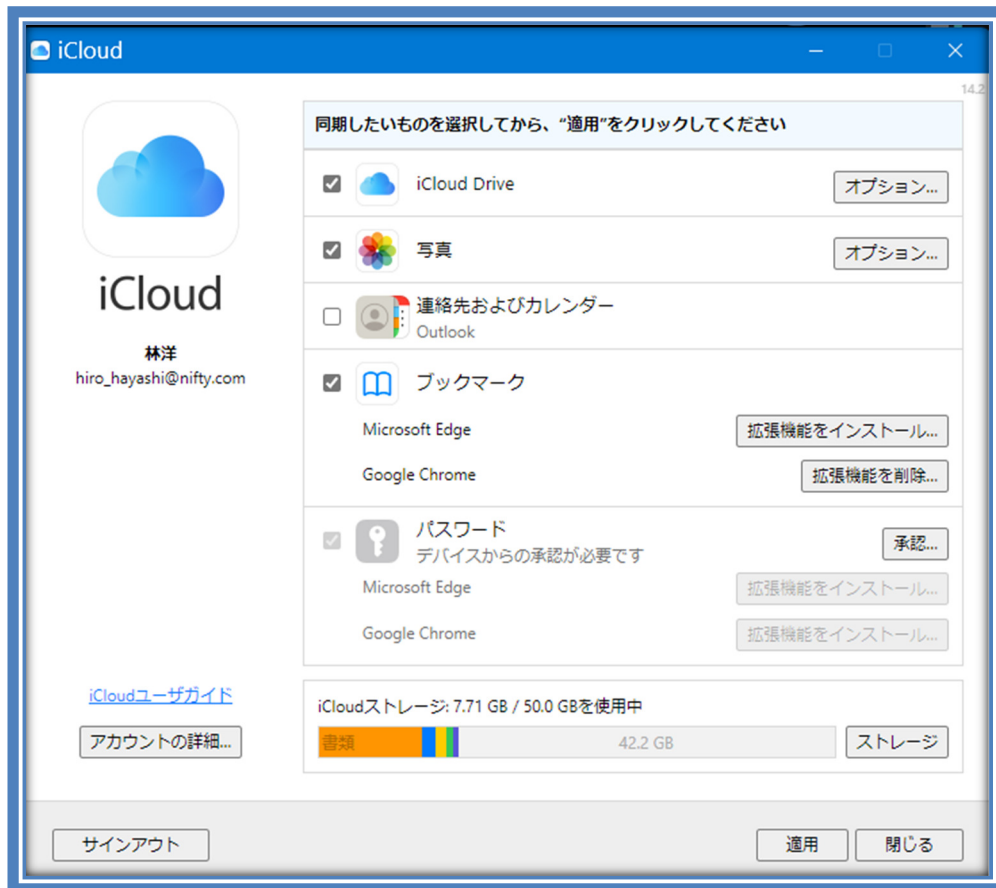 iCloud
14.2
iCloud
林洋
hiro_hayashi@nifty.com
iCloudユーザガイド
アカウントの詳細...
同期したいものを選択してから、“適用”をクリックしてください
iCloud Drive
オプション...
写真
オプション...
連絡先およびカレンダー
Outlook
ブックマーク
Microsoft Edge
拡張機能をインストール...
Google Chrome
拡張機能を削除...
パスワード
デバイスからの承認が必要です
承認...
Microsoft Edge
拡張機能をインストール...
Google Chrome
拡張機能をインストール...
iCloudストレージ: 7.71 GB / 50.0 GBを使用中
書類
42.2 GB
ストレージ
サインアウト
適用
閉じる